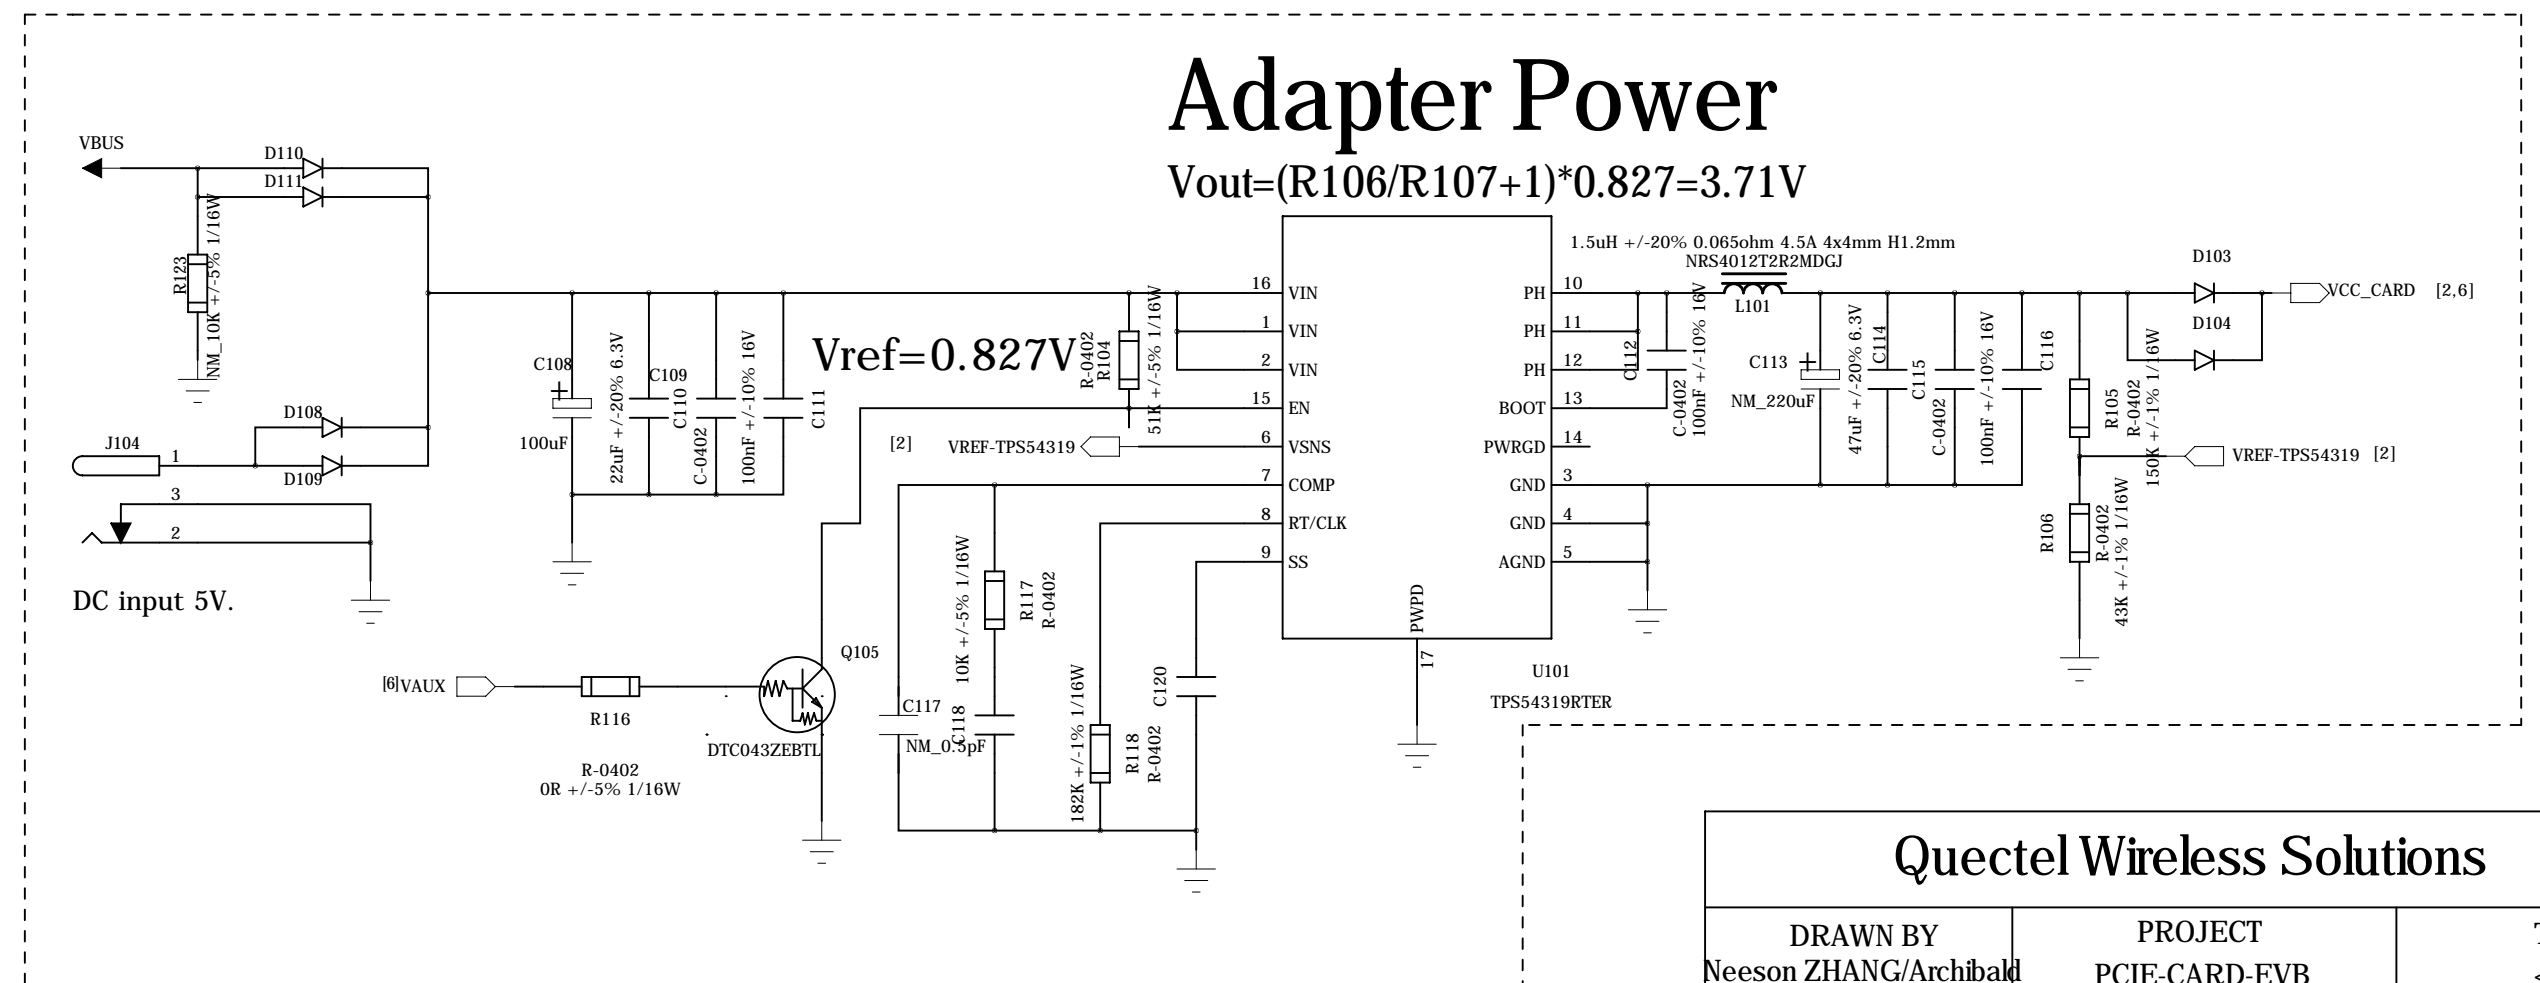 Adapter Power
Vout=(R106/R107+1)*0.827=3.71V
VBUS
D110
D111
R123
NM_10K +/-5% 1/16W
D108
J104
1
D109
3
2
DC input 5V.
C108
100uF
22uF +/-20% 6.3V
C109
C110
C-0402
100nF +/-10% 16V
C111
Vref=0.827V
R-0402
R104
51K +/-5% 1/16W
[2]
VREF-TPS54319
[6]VAUX
R116
R-0402
0R +/-5% 1/16W
Q105
DTC043ZEBTL
C117
NM_0.5pF
C118
10K +/-5% 1/16W
R117
R-0402
182K +/-1% 1/16W
R118
R-0402
C120
16
VIN
1
VIN
2
VIN
15
EN
6
VSNS
7
COMP
8
RT/CLK
9
SS
PH
10
PH
11
PH
12
BOOT
13
PWRGD
14
GND
3
GND
4
AGND
5
PWPD
17
U101
TPS54319RTER
1.5uH +/-20% 0.065ohm 4.5A 4x4mm H1.2mm
NRS4012T2R2MDGJ
L101
C112
C-0402
100nF +/-10% 16V
C113
NM_220uF
47uF +/-20% 6.3V
C114
C115
C-0402
100nF +/-10% 16V
C116
D103
VCC_CARD [2,6]
D104
R105
R-0402
150K +/-1% 1/16W
VREF-TPS54319 [2]
R106
R-0402
43K +/-1% 1/16W
Quectel Wireless Solutions
DRAWN BY
Neeson ZHANG/Archibald
PROJECT
PCIE-CARD-EVB